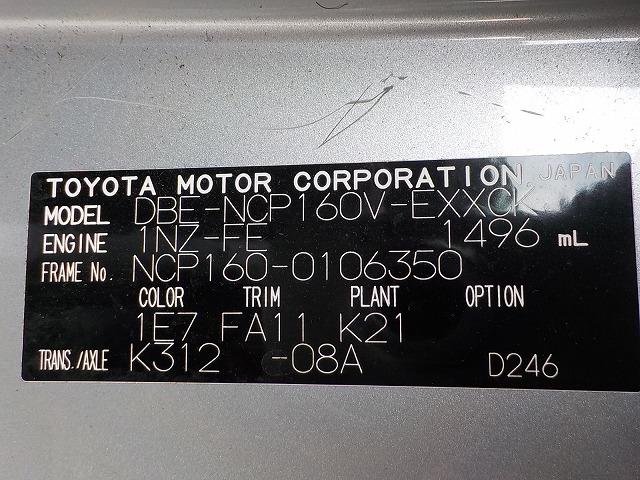 TOYOTA MOTOR CORPORATION, JAPAN
MODEL DBE-NCP160V-EXXCK
ENGINE 1NZ-FE 1496 mL
FRAME No. NCP160-0106350
COLOR TRIM PLANT OPTION
1E7 FA11 K21
TRANS./AXLE K312 -08A D246